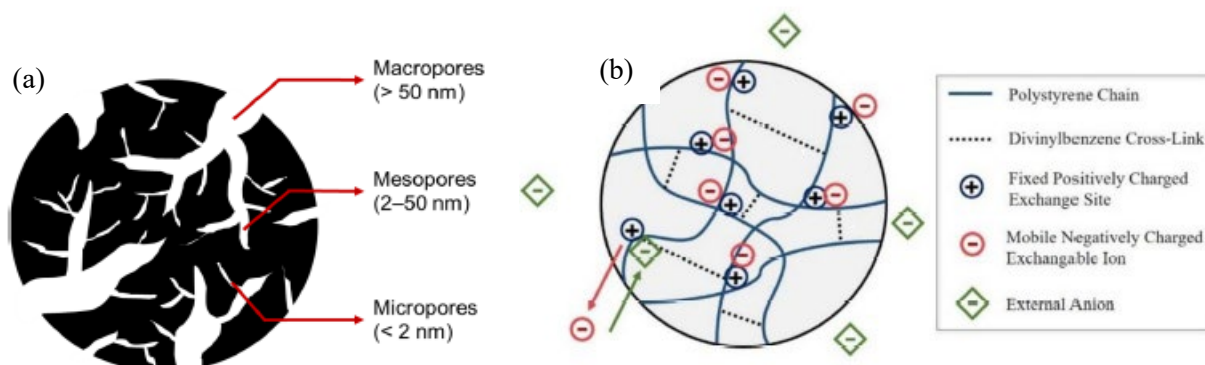 (a)
Macropores
(> 50 nm)
Mesopores
(2–50 nm)
Micropores
(< 2 nm)
(b)
Polystyrene Chain
Divinylbenzene Cross-Link
Fixed Positively Charged
Exchange Site
Mobile Negatively Charged
Exchangable Ion
External Anion